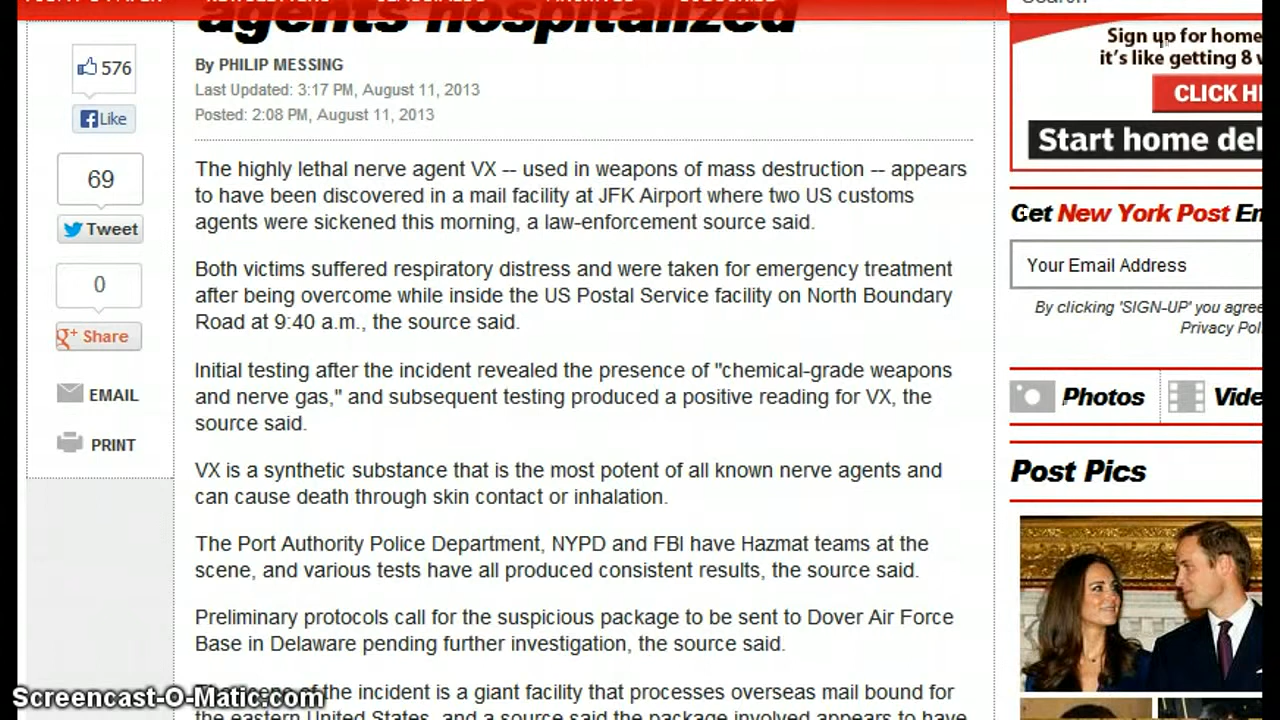 agents hospitalized
By PHILIP MESSING
Last Updated: 3:17 PM, August 11, 2013
Posted: 2:08 PM, August 11, 2013
The highly lethal nerve agent VX -- used in weapons of mass destruction -- appears
to have been discovered in a mail facility at JFK Airport where two US customs
agents were sickened this morning, a law-enforcement source said.
Both victims suffered respiratory distress and were taken for emergency treatment
after being overcome while inside the US Postal Service facility on North Boundary
Road at 9:40 a.m., the source said.
Initial testing after the incident revealed the presence of "chemical-grade weapons
and nerve gas," and subsequent testing produced a positive reading for VX, the
source said.
VX is a synthetic substance that is the most potent of all known nerve agents and
can cause death through skin contact or inhalation.
The Port Authority Police Department, NYPD and FBI have Hazmat teams at the
scene, and various tests have all produced consistent results, the source said.
Preliminary protocols call for the suspicious package to be sent to Dover Air Force
Base in Delaware pending further investigation, the source said.
of the incident is a giant facility that processes overseas mail bound for
the eastern United States, and a source said the package involved appears to have
576
Like
69
Tweet
0
g+ Share
EMAIL
PRINT
Sign up for home
it's like getting 8
CLICK
Start home
Get New York Post
Your Email Address
By clicking 'SIGN-UP' you agree
Privacy
Photos
Post Pics
Screencast-O-Matic.com